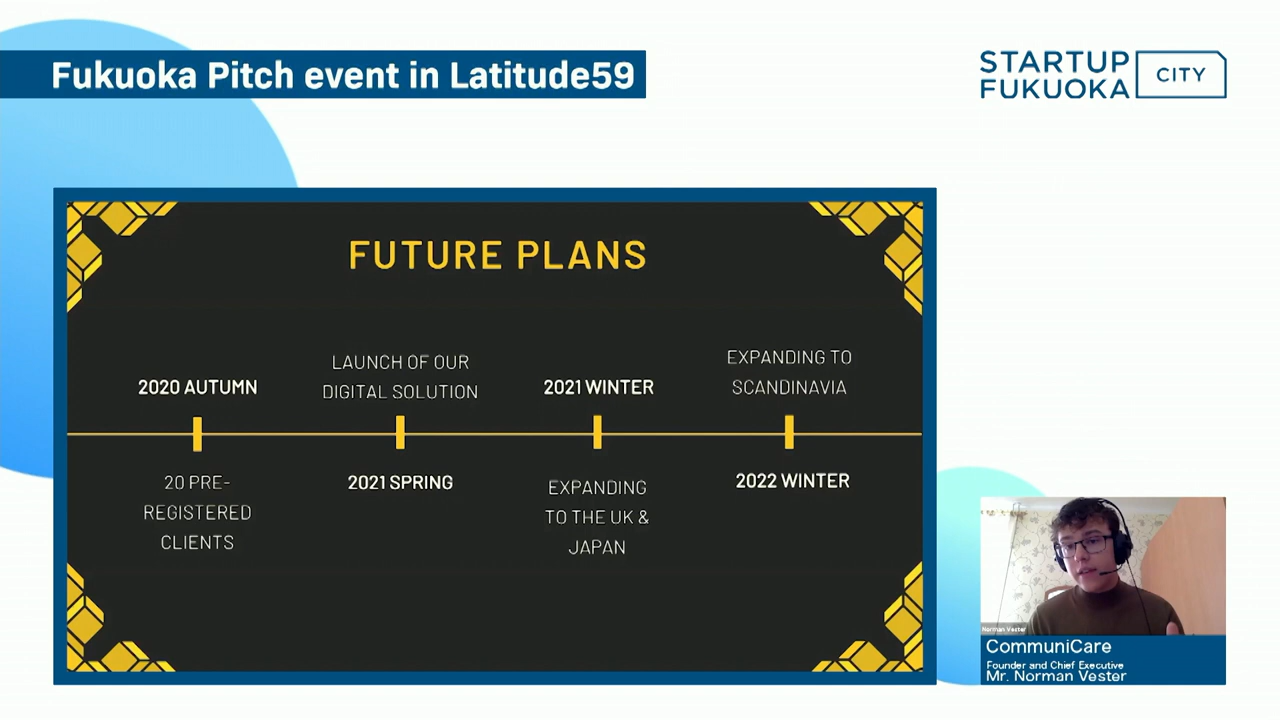 Fukuoka Pitch event in Latitude59
STARTUP
FUKUOKA
CITY
FUTURE PLANS
2020 AUTUMN
20 PRE-
REGISTERED
CLIENTS
LAUNCH OF OUR
DIGITAL SOLUTION
2021 SPRING
2021 WINTER
EXPANDING
TO THE UK &
JAPAN
EXPANDING TO
SCANDINAVIA
2022 WINTER
Norman Vester
CommuniCare
Founder and Chief Executive
Mr. Norman Vester